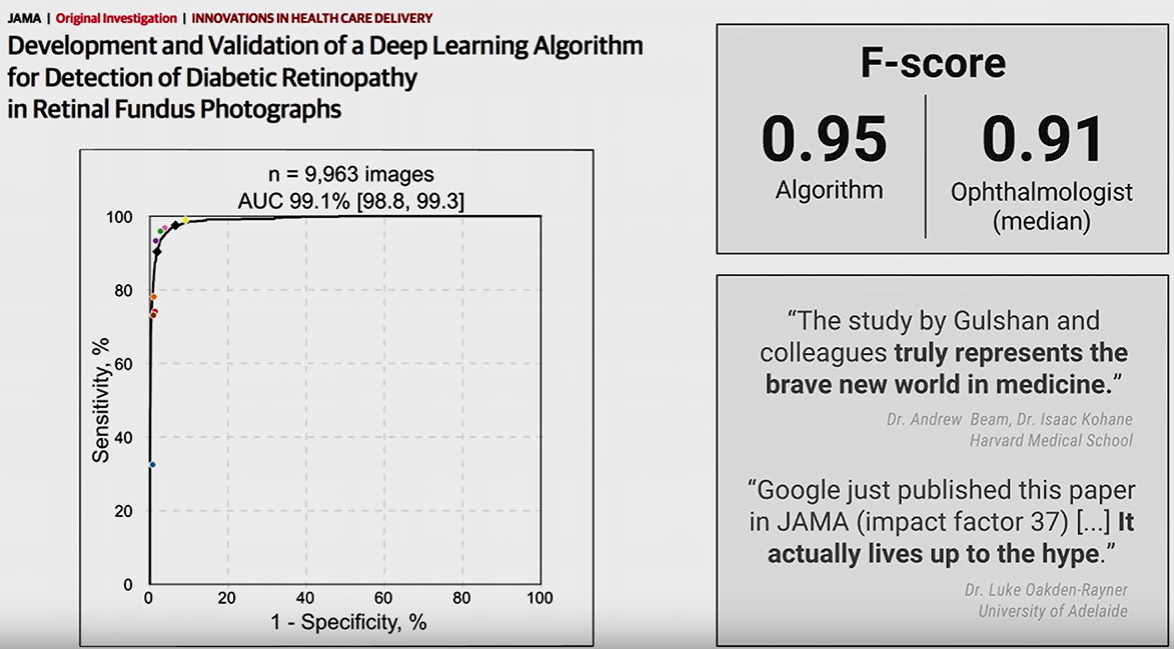 JAMA | Original Investigation | INNOVATIONS IN HEALTH CARE DELIVERY
Development and Validation of a Deep Learning Algorithm
for Detection of Diabetic Retinopathy
in Retinal Fundus Photographs
n = 9,963 images
AUC 99.1% [98.8, 99.3]
100
80
60
40
20
0
Sensitivity, %
0 20 40 60 80 100
1 - Specificity, %
F-score
0.95
Algorithm
0.91
Ophthalmologist
(median)
“The study by Gulshan and
colleagues truly represents the
brave new world in medicine.”
Dr. Andrew Beam, Dr. Isaac Kohane
Harvard Medical School
“Google just published this paper
in JAMA (impact factor 37) [...] It
actually lives up to the hype.”
Dr. Luke Oakden-Rayner
University of Adelaide